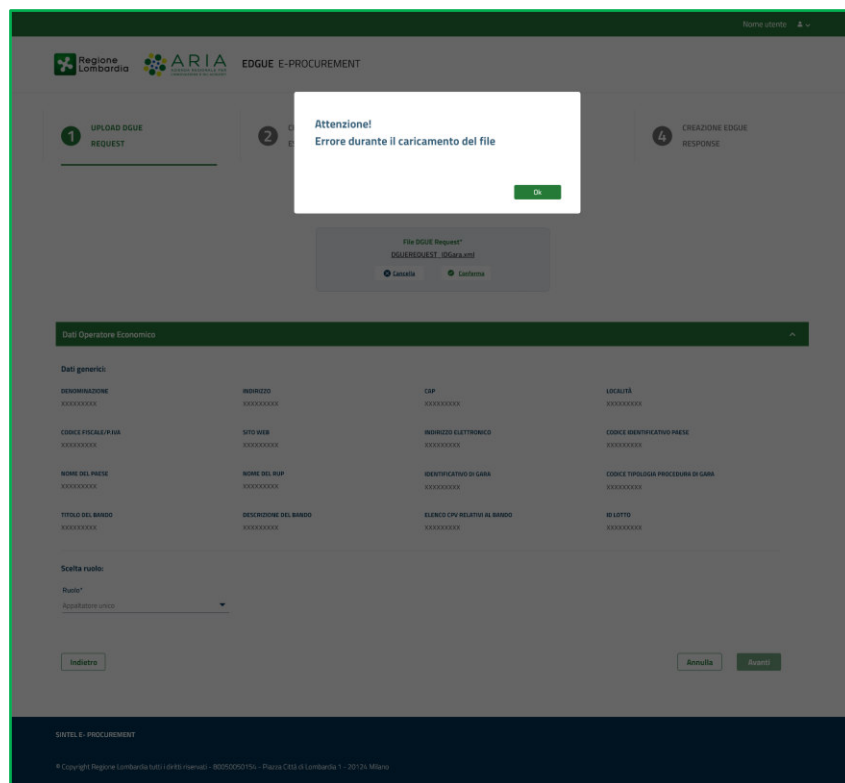 Nome utente
Regione
Lombardia
ARIA
EDGUE E-PROCUREMENT
1
UPLOAD DGUE
REQUEST
2
4
CREAZIONE EDGUE
RESPONSE
Attenzione!
Errore durante il caricamento del file
Ok
File DGUE Request*
DGUEREQUEST_IDGara.xml
Cancella Conferma
Dati Operatore Economico
Dati generici:
DENOMINAZIONE INDIRIZZO CAP LOCALITÀ
XXXXXXXXX XXXXXXXXX XXXXXXXXX XXXXXXXXX
CODICE FISCALE/P.IVA SITO WEB INDIRIZZO ELETTRONICO CODICE IDENTIFICATIVO PAESE
XXXXXXXXX XXXXXXXXX XXXXXXXXX XXXXXXXXX
NOME DEL PAESE NOME DEL RUP IDENTIFICATIVO DI GARA CODICE TIPOLOGIA PROCEDURA DI GARA
XXXXXXXXX XXXXXXXXX XXXXXXXXX XXXXXXXXX
TITOLO DEL BANDO DESCRIZIONE DEL BANDO ELENCO CPV RELATIVI AL BANDO ID LOTTO
XXXXXXXXX XXXXXXXXX XXXXXXXXX XXXXXXXXX
Scelta ruolo:
Ruolo*
Appaltatore unico
Indietro Annulla Avanti
SINTEL E- PROCUREMENT
© Copyright Regione Lombardia tutti i diritti riservati - 80050050154 - Piazza Città di Lombardia 1 - 20124 Milano